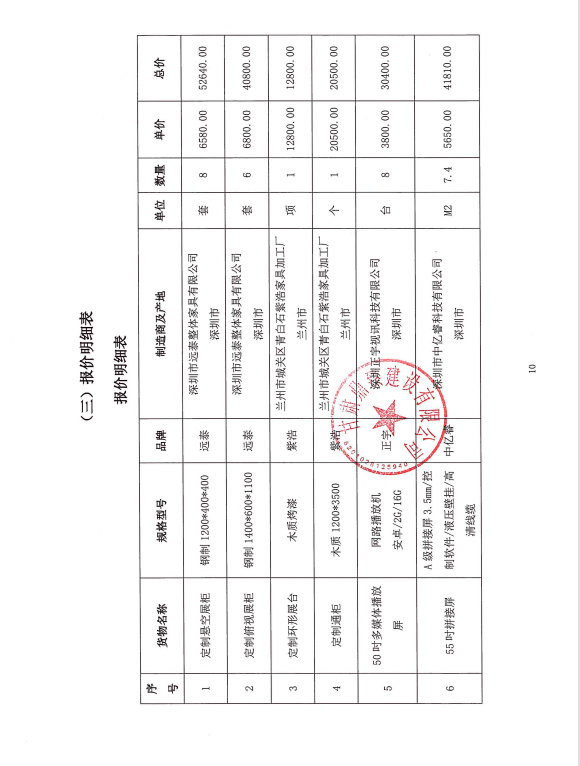 （三）报价明细表
报价明细表
序号 货物名称 规格型号 品牌 制造商及产地 单位 数量 单价 总价
1 定制悬空展柜 钢制 1200*400*400 远泰 深圳市远泰整体家具有限公司 深圳市 套 8 6580.00 52640.00
2 定制俯视展柜 钢制 1400*600*1100 远泰 深圳市远泰整体家具有限公司 深圳市 套 6 6800.00 40800.00
3 定制环形展台 木质烤漆 紫浩 兰州市城关区青白石紫浩家具加工厂 兰州市 项 1 12800.00 12800.00
4 定制通柜 木质 1200*3500 紫浩 兰州市城关区青白石紫浩家具加工厂 兰州市 个 1 20500.00 20500.00
5 50 吋多媒体播放屏 网路播放机 安卓/2G/16G 正宇 深圳正宇视讯科技有限公司 深圳市 台 8 3800.00 30400.00
6 55 吋拼接屏 A 级拼接屏 3.5mm/控制软件/液压壁挂/高清线缆 中亿睿 深圳市中亿睿科技有限公司 深圳市 M2 7.4 5650.00 41810.00
建设有限公司
10